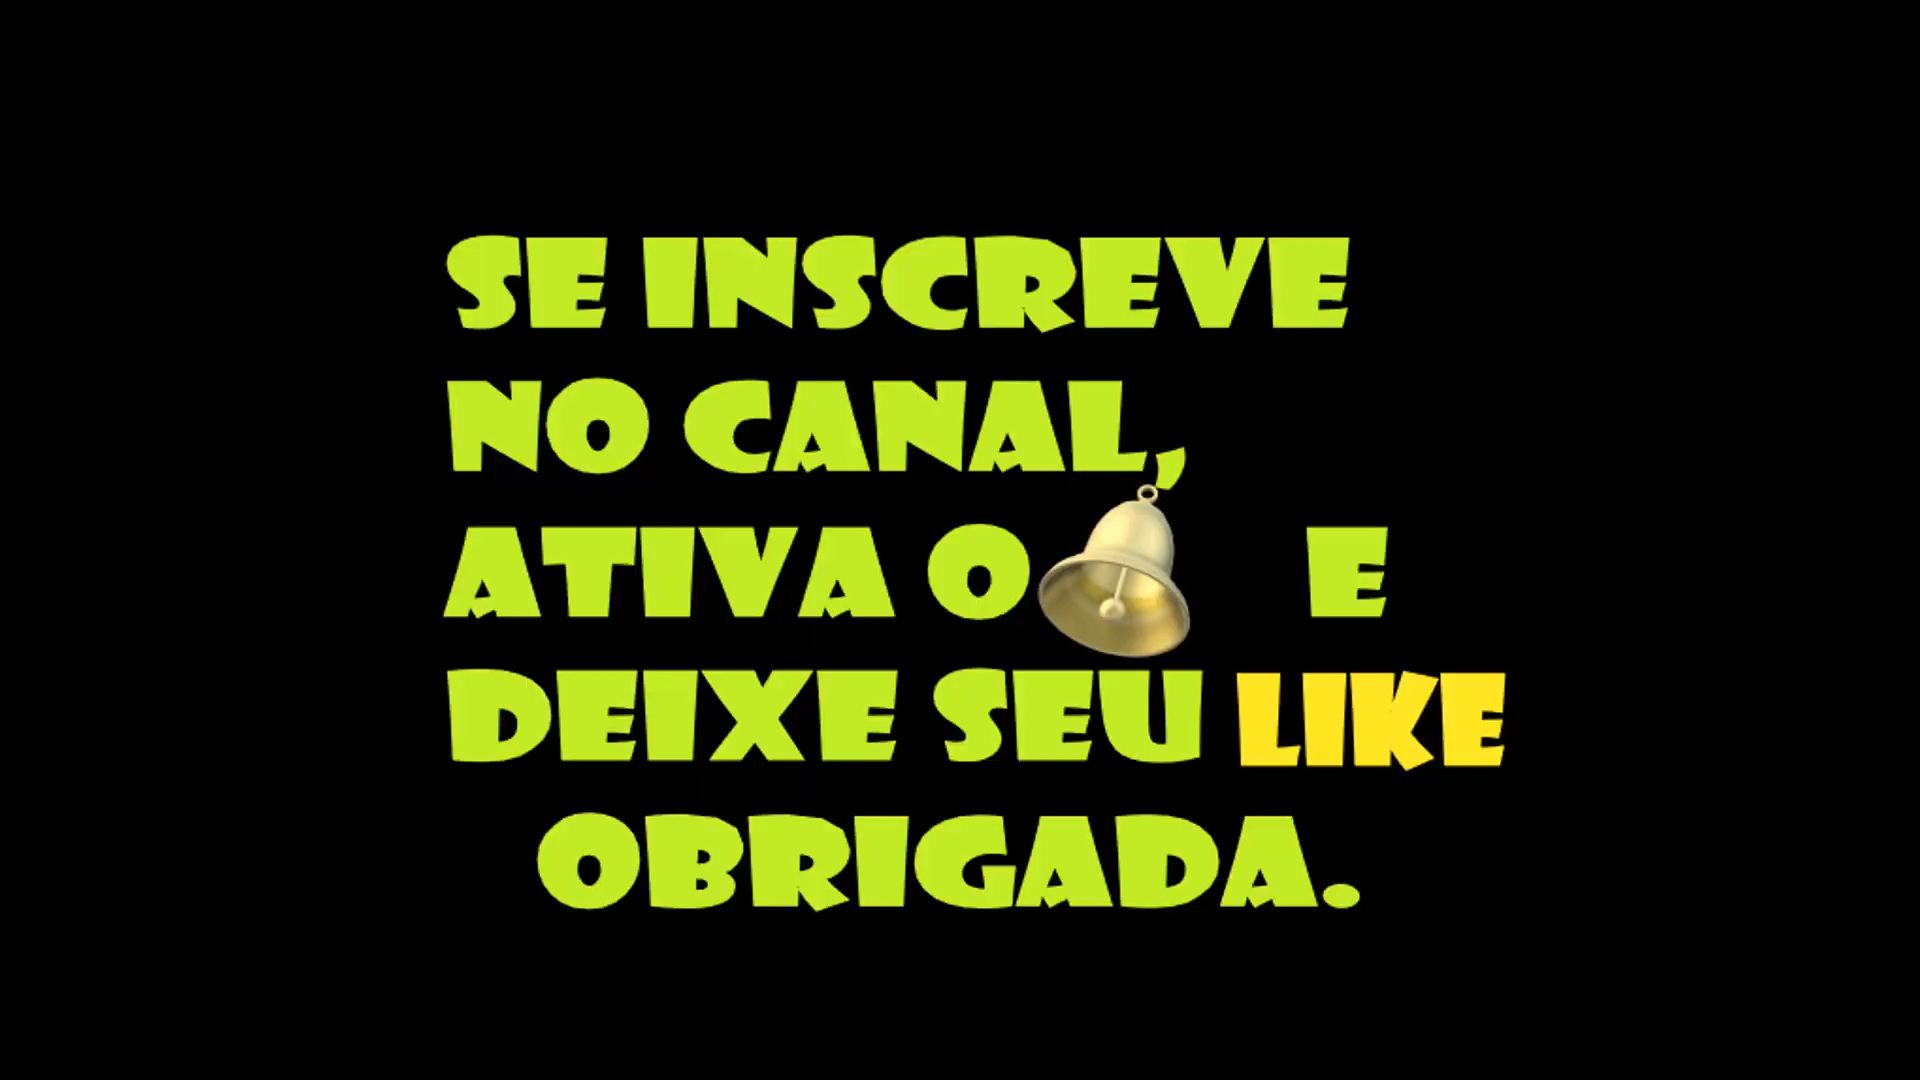 SE INSCREVE
NO CANAL,
ATIVA O E
DEIXE SEU LIKE
OBRIGADA.